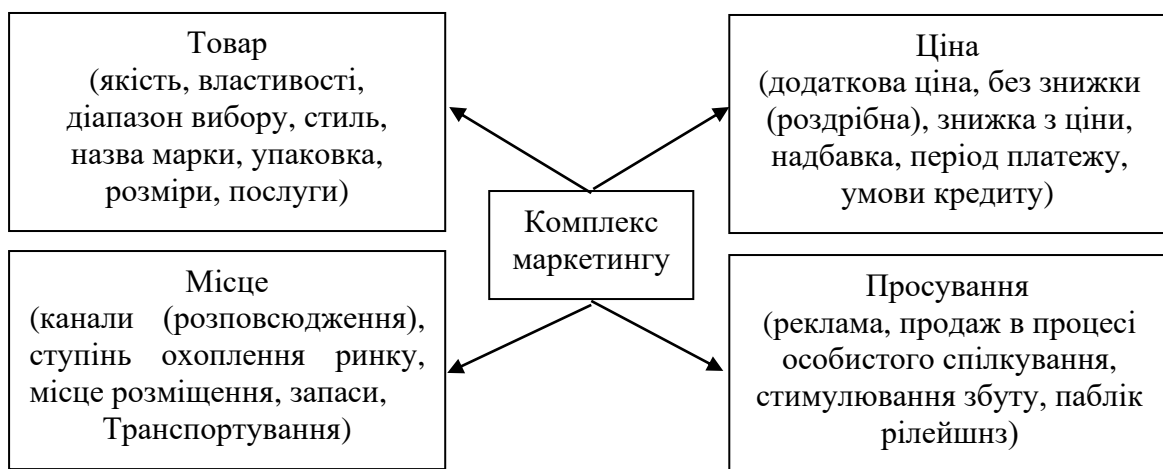 Товар
(якість, властивості,
діапазон вибору, стиль,
назва марки, упаковка,
розміри, послуги)
Ціна
(додаткова ціна, без знижки
(роздрібна), знижка з ціни,
надбавка, період платежу,
умови кредиту)
Комплекс
маркетингу
Місце
(канали (розповсюдження),
ступінь охоплення ринку,
місце розміщення, запаси,
Транспортування)
Просування
(реклама, продаж в процесі
особистого спілкування,
стимулювання збуту, паблік
рілейшнз)